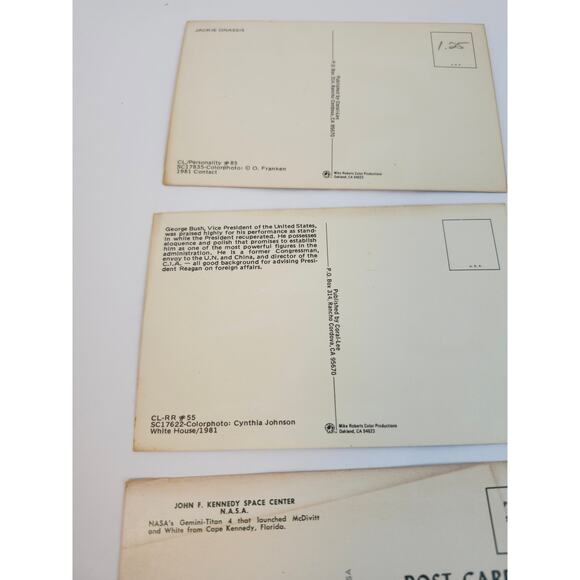 JACKIE ONASSIS
1.25
Published by Coral-Lee
P.O. Box 314, Rancho Cordova, CA 95670
CL/Personality #85
SC17835-Colorphoto: © O. Franken
1981 Contact
Mike Roberts Color Productions
Oakland, CA 94623
George Bush, Vice President of the United States,
was praised highly for his performance as stand-
in while the President recuperated. He possesses
eloquence and polish that promises to establish
him as one of the most powerful figures in the
administration. He is a former Congressman,
envoy to the U.N. and China, and director of the
C.I.A. — all good background for advising Presi-
dent Reagan on foreign affairs.
U.S.A.
Published by Coral-Lee
P.O. Box 314, Rancho Cordova, CA 95670
CL-RR #55
SC17622-Colorphoto: Cynthia Johnson
White House/1981
Mike Roberts Color Productions
Oakland, CA 94623
JOHN F. KENNEDY SPACE CENTER
N.A.S.A.
NASA's Gemini-Titan 4 that launched McDivitt
and White from Cape Kennedy, Florida.
POST CARD